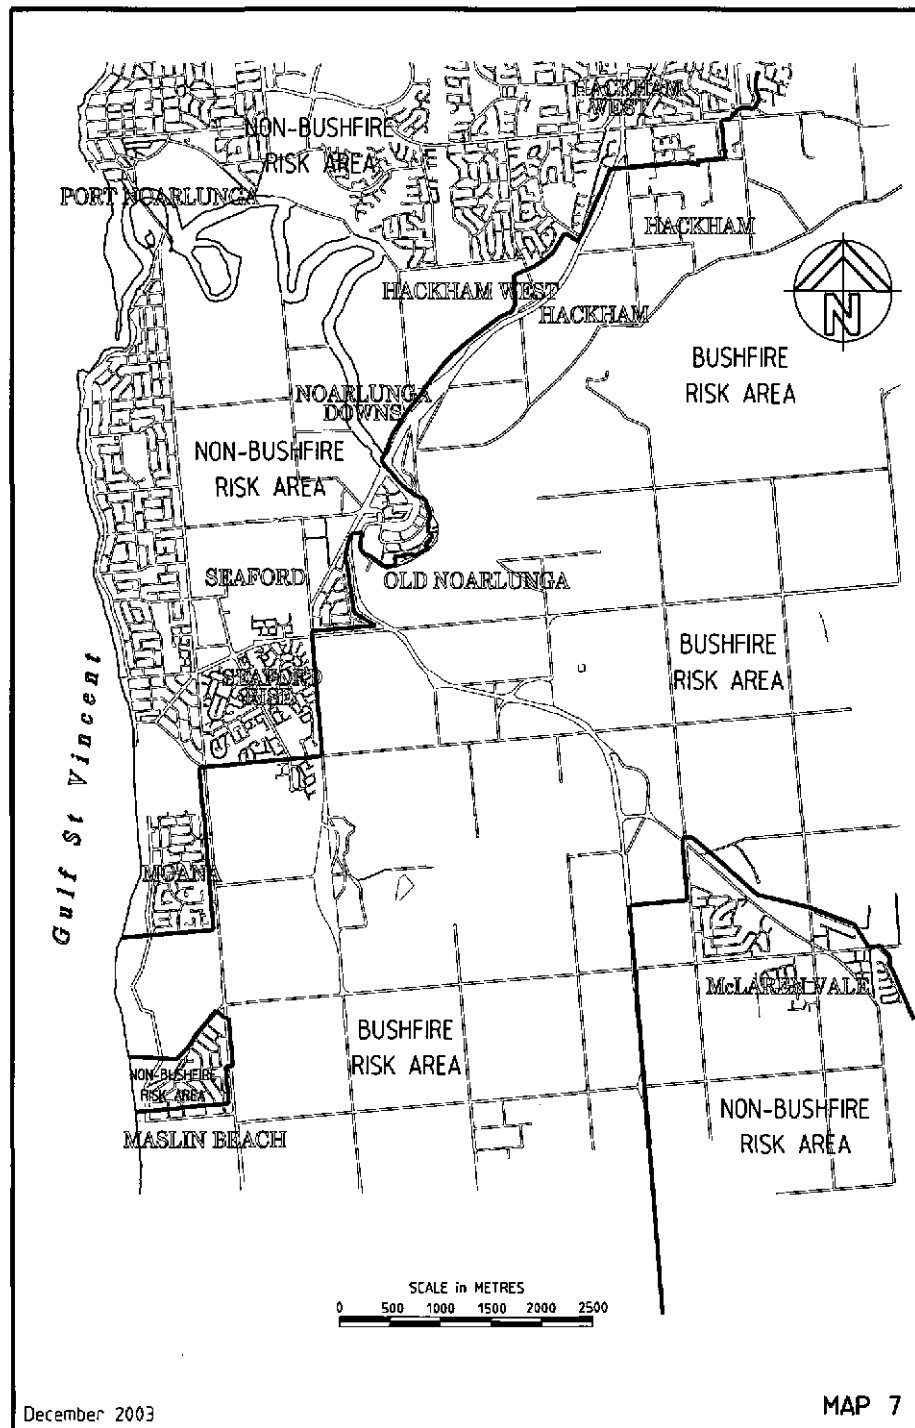 HACKHAM
WEST
NON-BUSHFIRE
RISK AREA
PORT NOARLUNGA
HACKHAM
HACKHAM WEST
HACKHAM
N
BUSHFIRE
RISK AREA
NOARLUNGA
DOWNS
NON-BUSHFIRE
RISK AREA
SEAFORD
OLD NOARLUNGA
BUSHFIRE
RISK AREA
SEAFORD
RISE
Gulf St Vincent
MOANA
McLAREN VALE
BUSHFIRE
RISK AREA
NON-BUSHFIRE
RISK AREA
NON-BUSHFIRE
RISK AREA
MASLIN BEACH
SCALE in METRES
0 500 1000 1500 2000 2500
December 2003
MAP 7